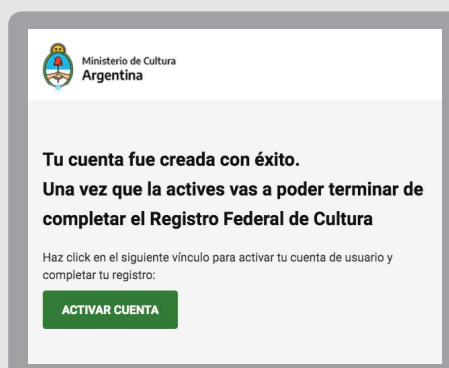 Ministerio de Cultura
Argentina
Tu cuenta fue creada con éxito.
Una vez que la actives vas a poder terminar de
completar el Registro Federal de Cultura
Haz click en el siguiente vínculo para activar tu cuenta de usuario y
completar tu registro:
ACTIVAR CUENTA